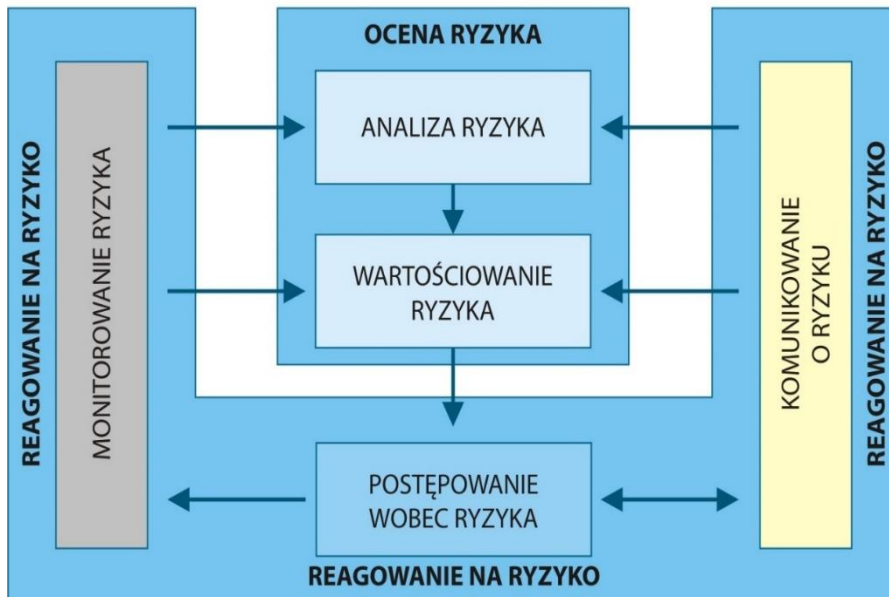 OCENA RYZYKA
ANALIZA RYZYKA
WARTOŚCIOWANIE
RYZYKA
REAGOWANIE NA RYZYKO
MONITOROWANIE RYZYKA
KOMUNIKOWANIE
O RYZYKU
REAGOWANIE NA RYZYKO
POSTĘPOWANIE
WOBEC RYZYKA
REAGOWANIE NA RYZYKO